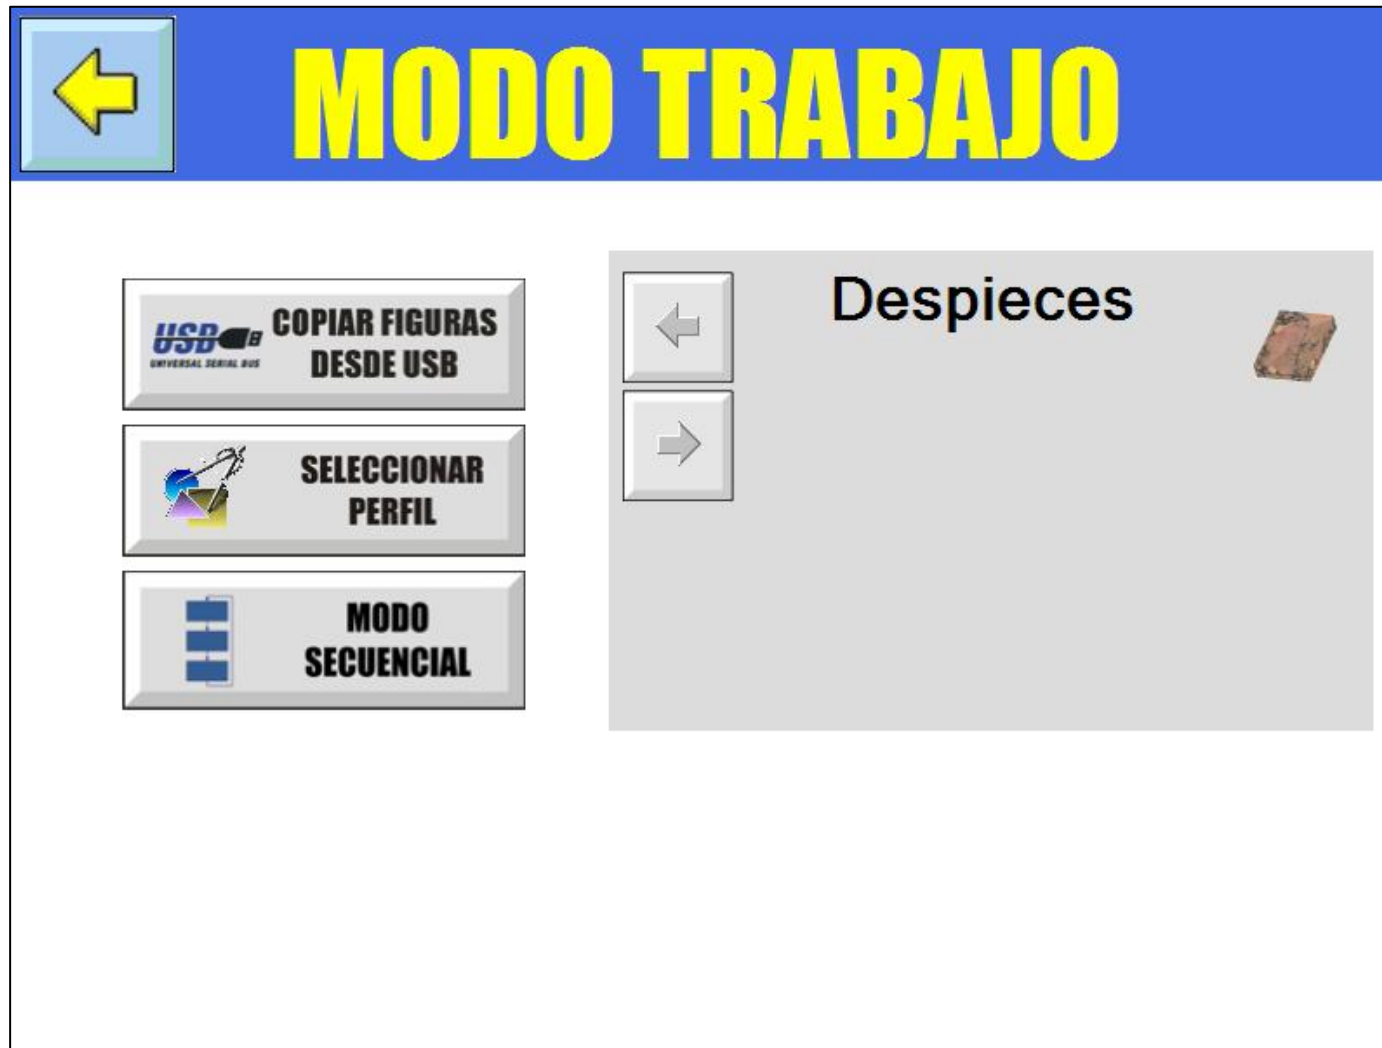 MODO TRABAJO
USB
UNIVERSAL SERIAL BUS
COPIAR FIGURAS
DESDE USB
SELECCIONAR
PERFIL
MODO
SECUENCIAL
Despieces